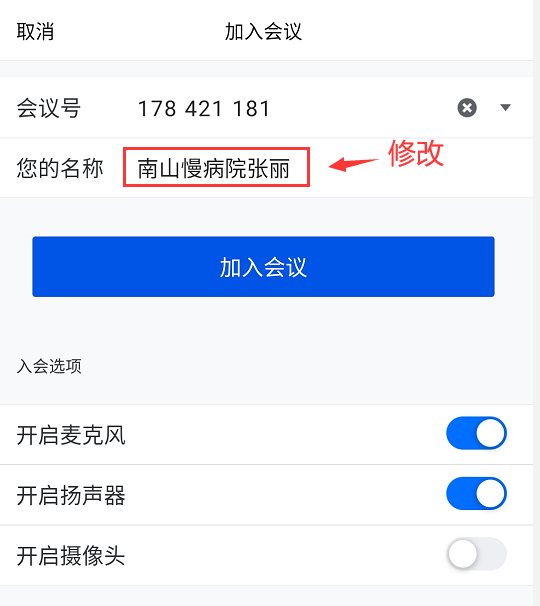 取消 加入会议
会议号 178 421 181
您的名称 南山慢病院张丽 修改
加入会议
入会选项
开启麦克风
开启扬声器
开启摄像头